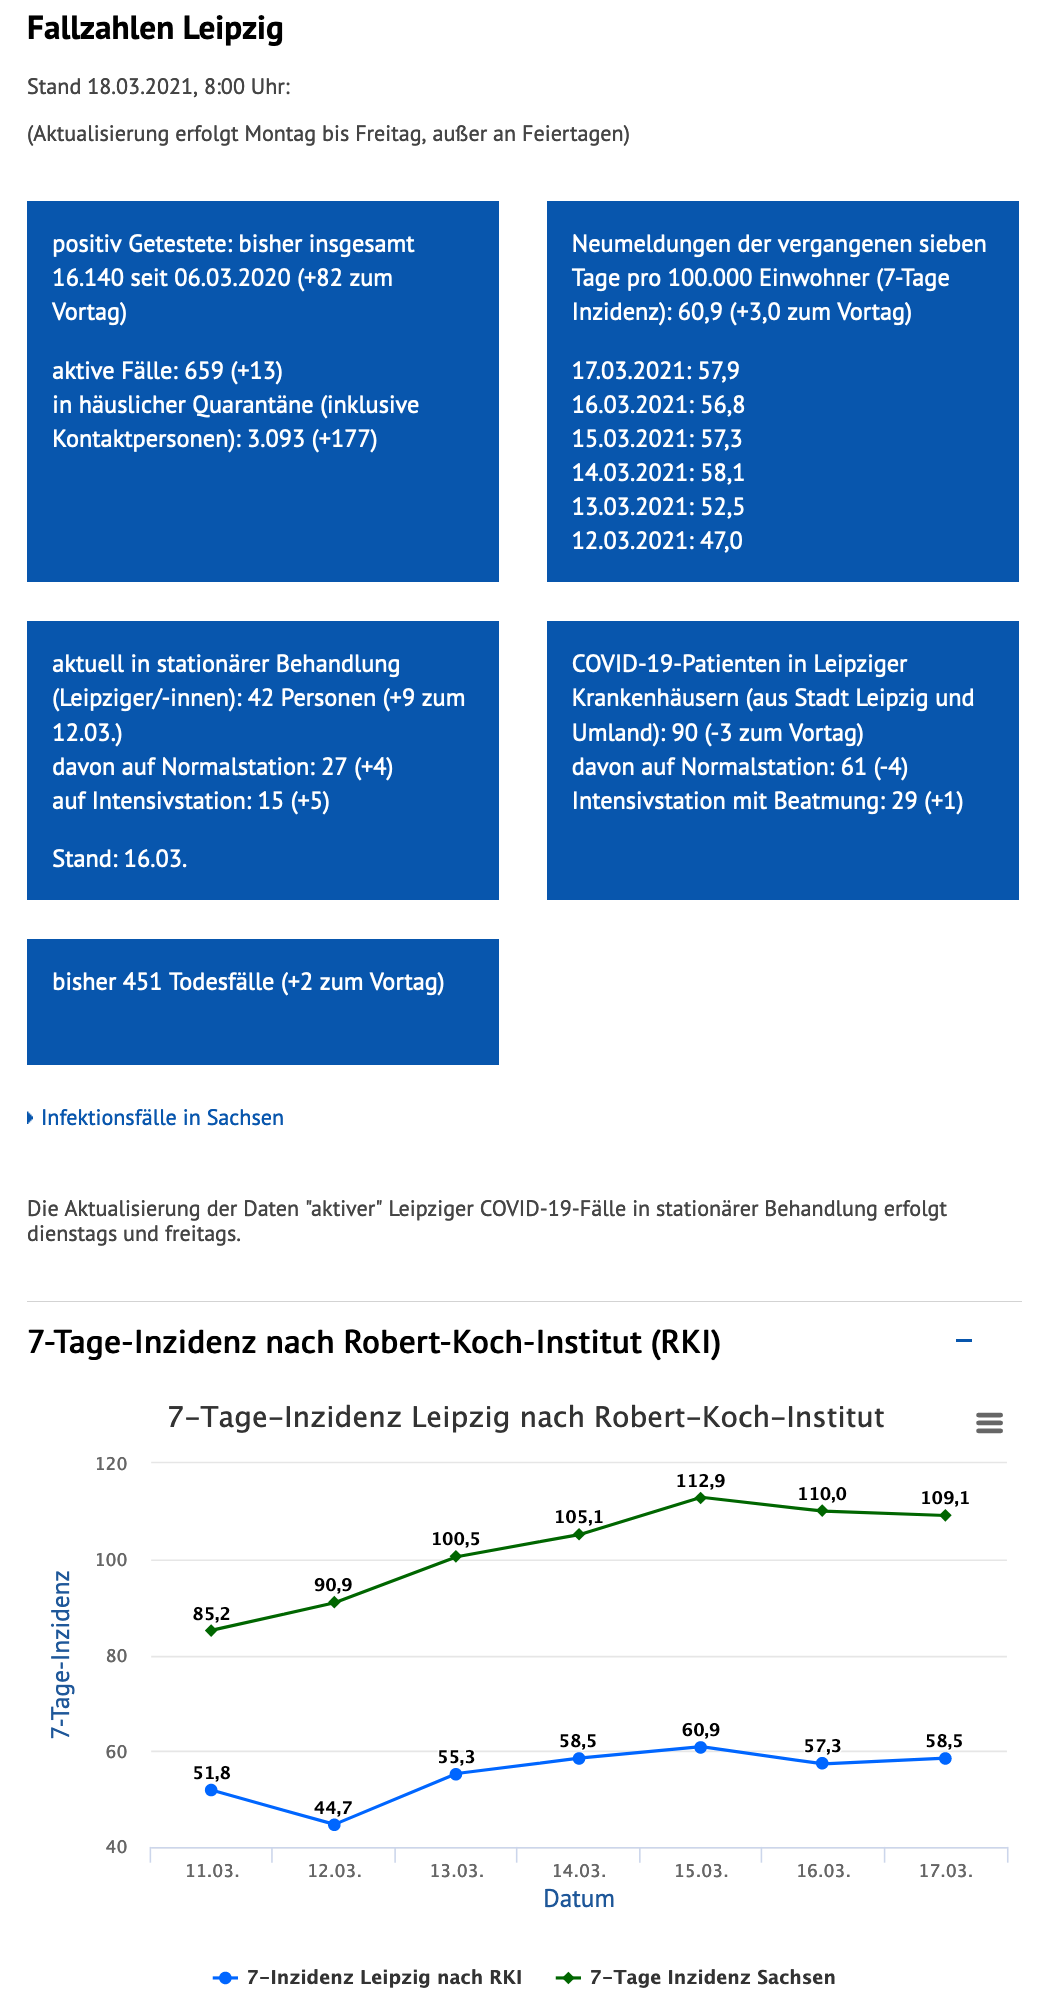 Fallzahlen Leipzig
Stand 18.03.2021, 8:00 Uhr:
(Aktualisierung erfolgt Montag bis Freitag, außer an Feiertagen)
positiv Getestete: bisher insgesamt
16.140 seit 06.03.2020 (+82 zum
Vortag)
aktive Fälle: 659 (+13)
in häuslicher Quarantäne (inklusive
Kontaktpersonen): 3.093 (+177)
Neumeldungen der vergangenen sieben
Tage pro 100.000 Einwohner (7-Tage
Inzidenz): 60,9 (+3,0 zum Vortag)
17.03.2021: 57,9
16.03.2021: 56,8
15.03.2021: 57,3
14.03.2021: 58,1
13.03.2021: 52,5
12.03.2021: 47,0
aktuell in stationärer Behandlung
(Leipziger/-innen): 42 Personen (+9 zum
12.03.)
davon auf Normalstation: 27 (+4)
auf Intensivstation: 15 (+5)
Stand: 16.03.
COVID-19-Patienten in Leipziger
Krankenhäusern (aus Stadt Leipzig und
Umland): 90 (-3 zum Vortag)
davon auf Normalstation: 61 (-4)
Intensivstation mit Beatmung: 29 (+1)
bisher 451 Todesfälle (+2 zum Vortag)
Infektionsfälle in Sachsen
Die Aktualisierung der Daten "aktiver" Leipziger COVID-19-Fälle in stationärer Behandlung erfolgt
dienstags und freitags.
7-Tage-Inzidenz nach Robert-Koch-Institut (RKI)
7-Tage-Inzidenz Leipzig nach Robert-Koch-Institut
7-Tage-Inzidenz
120
100
80
60
40
85,2
90,9
100,5
105,1
112,9
110,0
109,1
51,8
44,7
55,3
58,5
60,9
57,3
58,5
11.03.
12.03.
13.03.
14.03.
15.03.
16.03.
17.03.
Datum
7-Inzidenz Leipzig nach RKI
7-Tage Inzidenz Sachsen